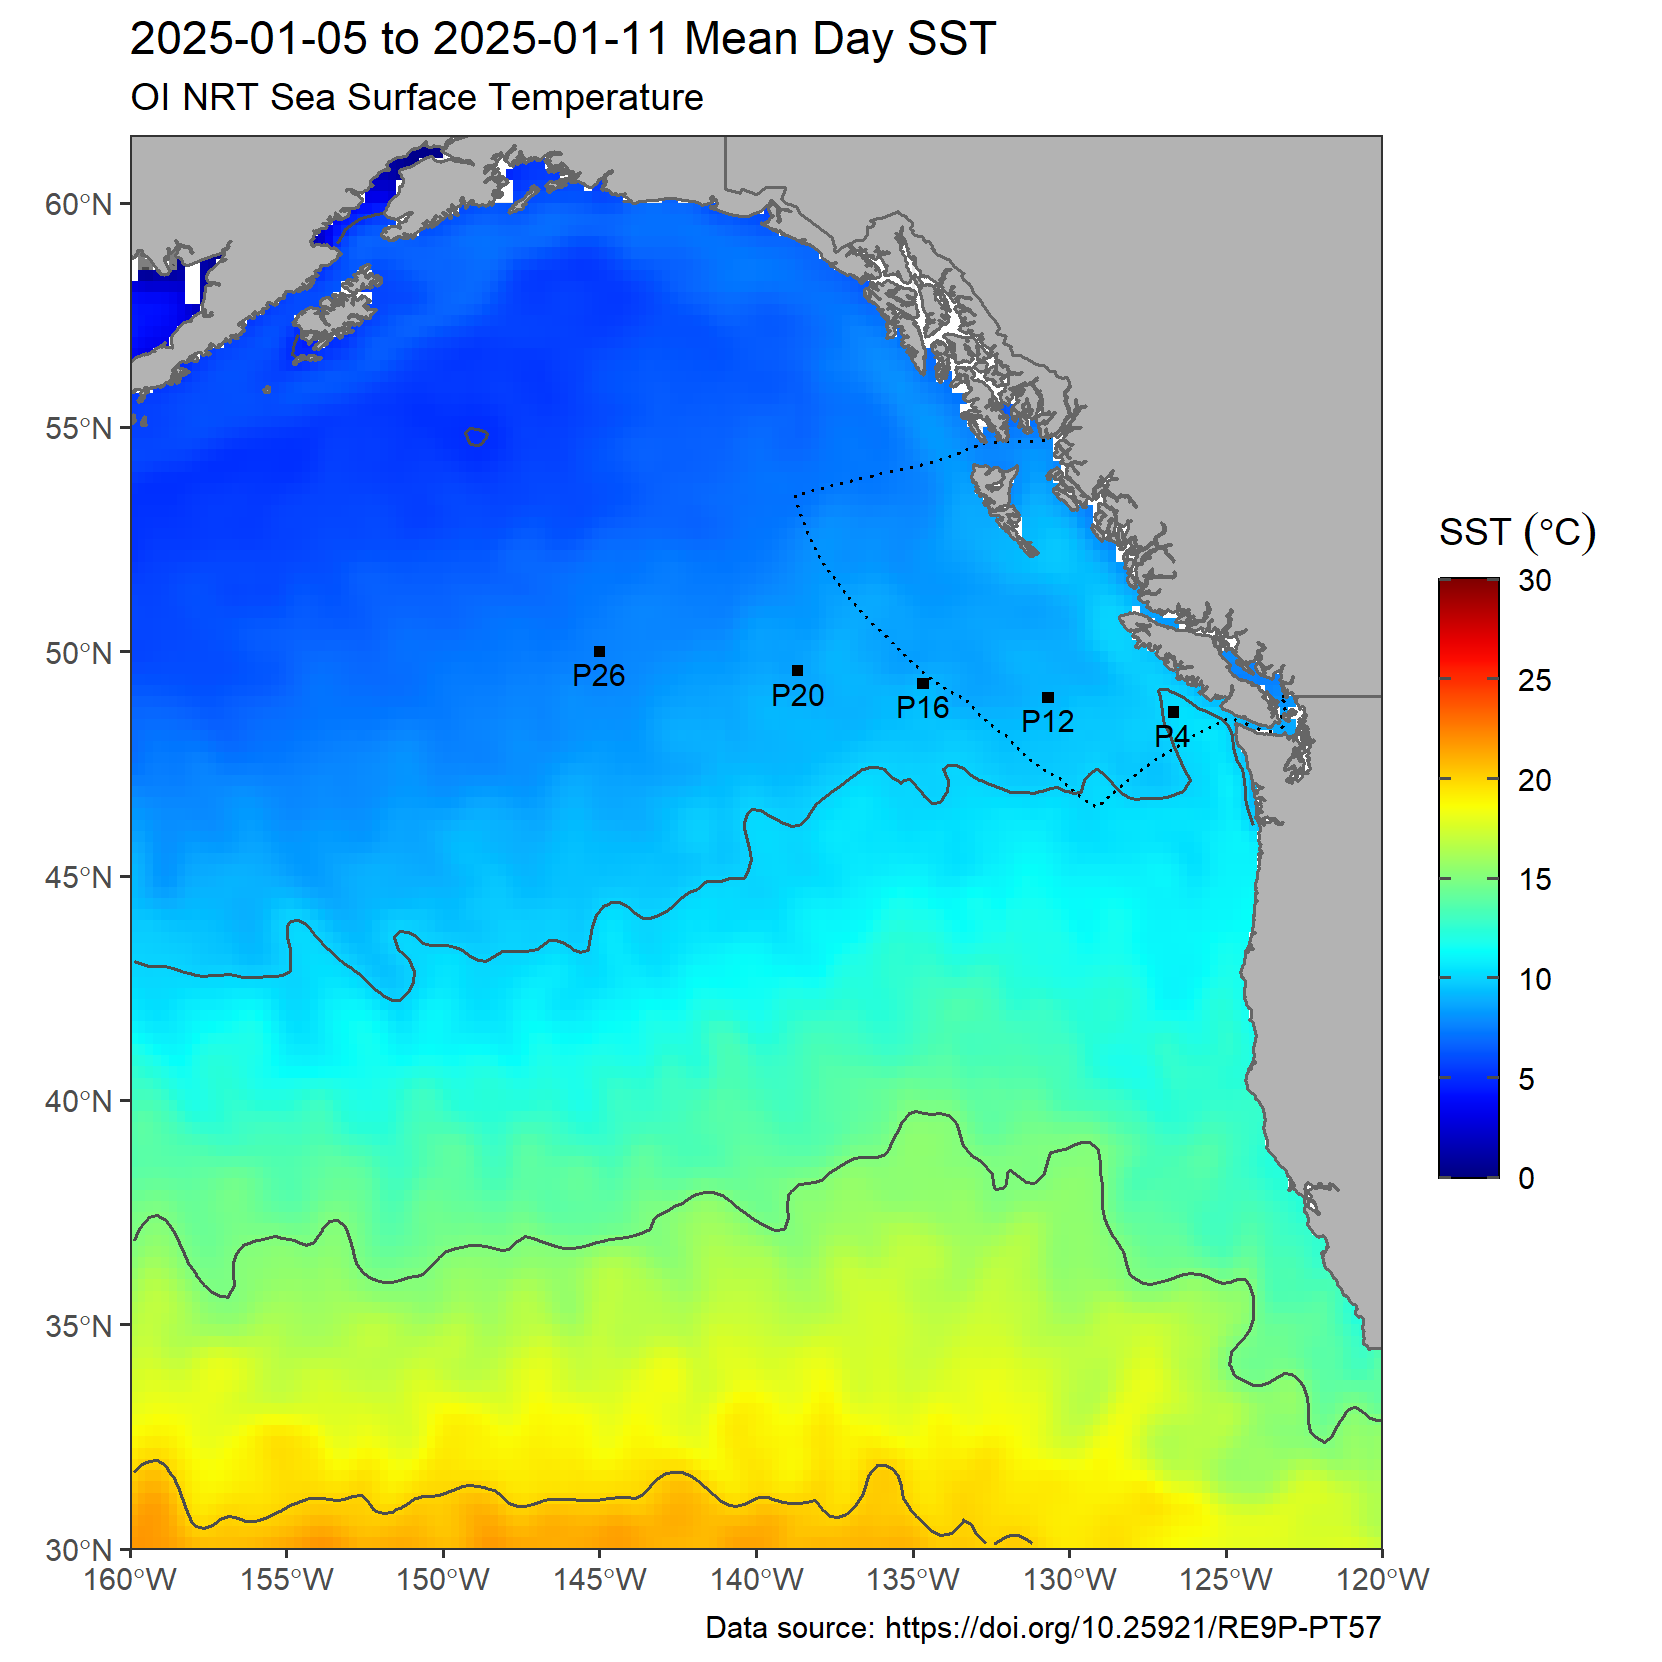 2025-01-05 to 2025-01-11 Mean Day SST
OI NRT Sea Surface Temperature
60°N
55°N
50°N
45°N
40°N
35°N
30°N
P26
P20
P16
P12
P4
160°W
155°W
150°W
145°W
140°W
135°W
130°W
125°W
120°W
SST (°C)
30
25
20
15
10
5
0
Data source: https://doi.org/10.25921/RE9P-PT57